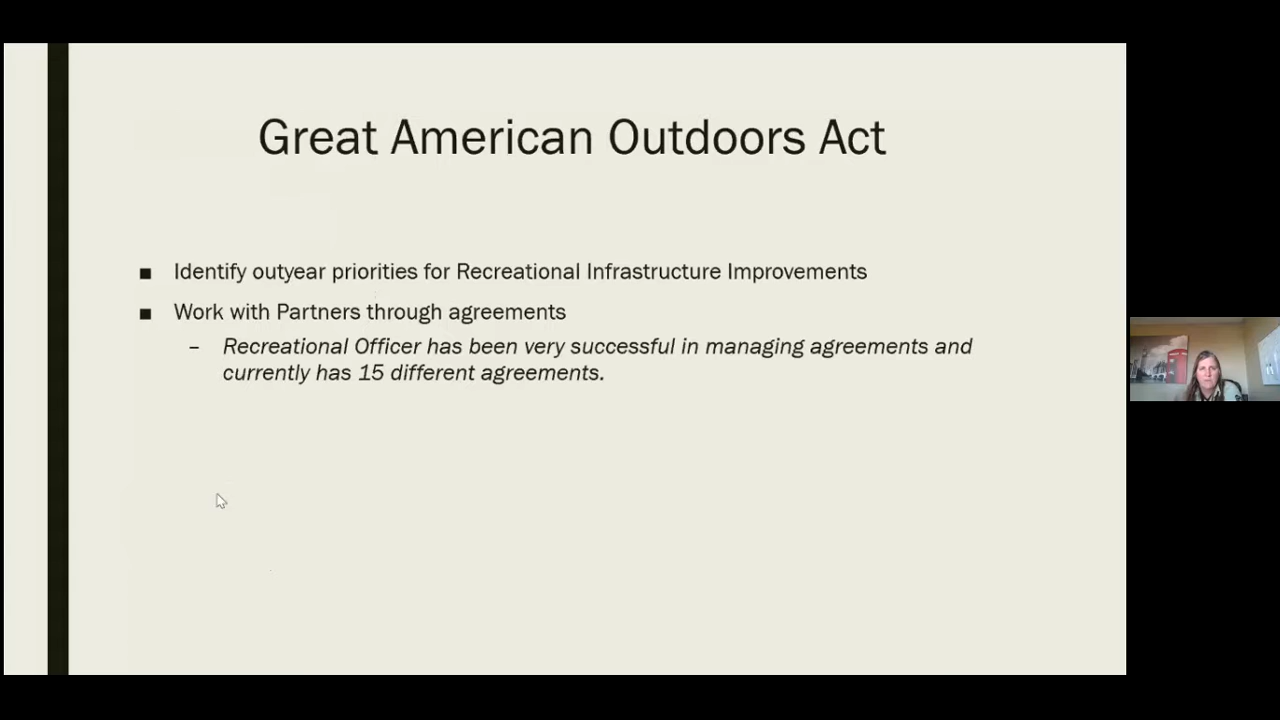 Great American Outdoors Act
■ Identify outyear priorities for Recreational Infrastructure Improvements
■ Work with Partners through agreements
– Recreational Officer has been very successful in managing agreements and
currently has 15 different agreements.